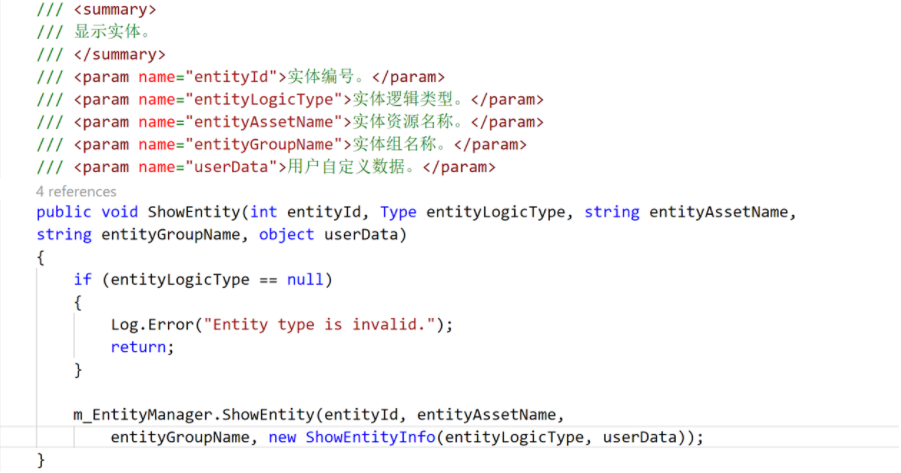 /// <summary>
/// 显示实体。
/// </summary>
/// <param name="entityId">实体编号。</param>
/// <param name="entityLogicType">实体逻辑类型。</param>
/// <param name="entityAssetName">实体资源名称。</param>
/// <param name="entityGroupName">实体组名称。</param>
/// <param name="userData">用户自定义数据。</param>
4 references
public void ShowEntity(int entityId, Type entityLogicType, string entityAssetName,
string entityGroupName, object userData)
{
    if (entityLogicType == null)
    {
        Log.Error("Entity type is invalid.");
        return;
    }

    m_EntityManager.ShowEntity(entityId, entityAssetName,
        entityGroupName, new ShowEntityInfo(entityLogicType, userData));
}